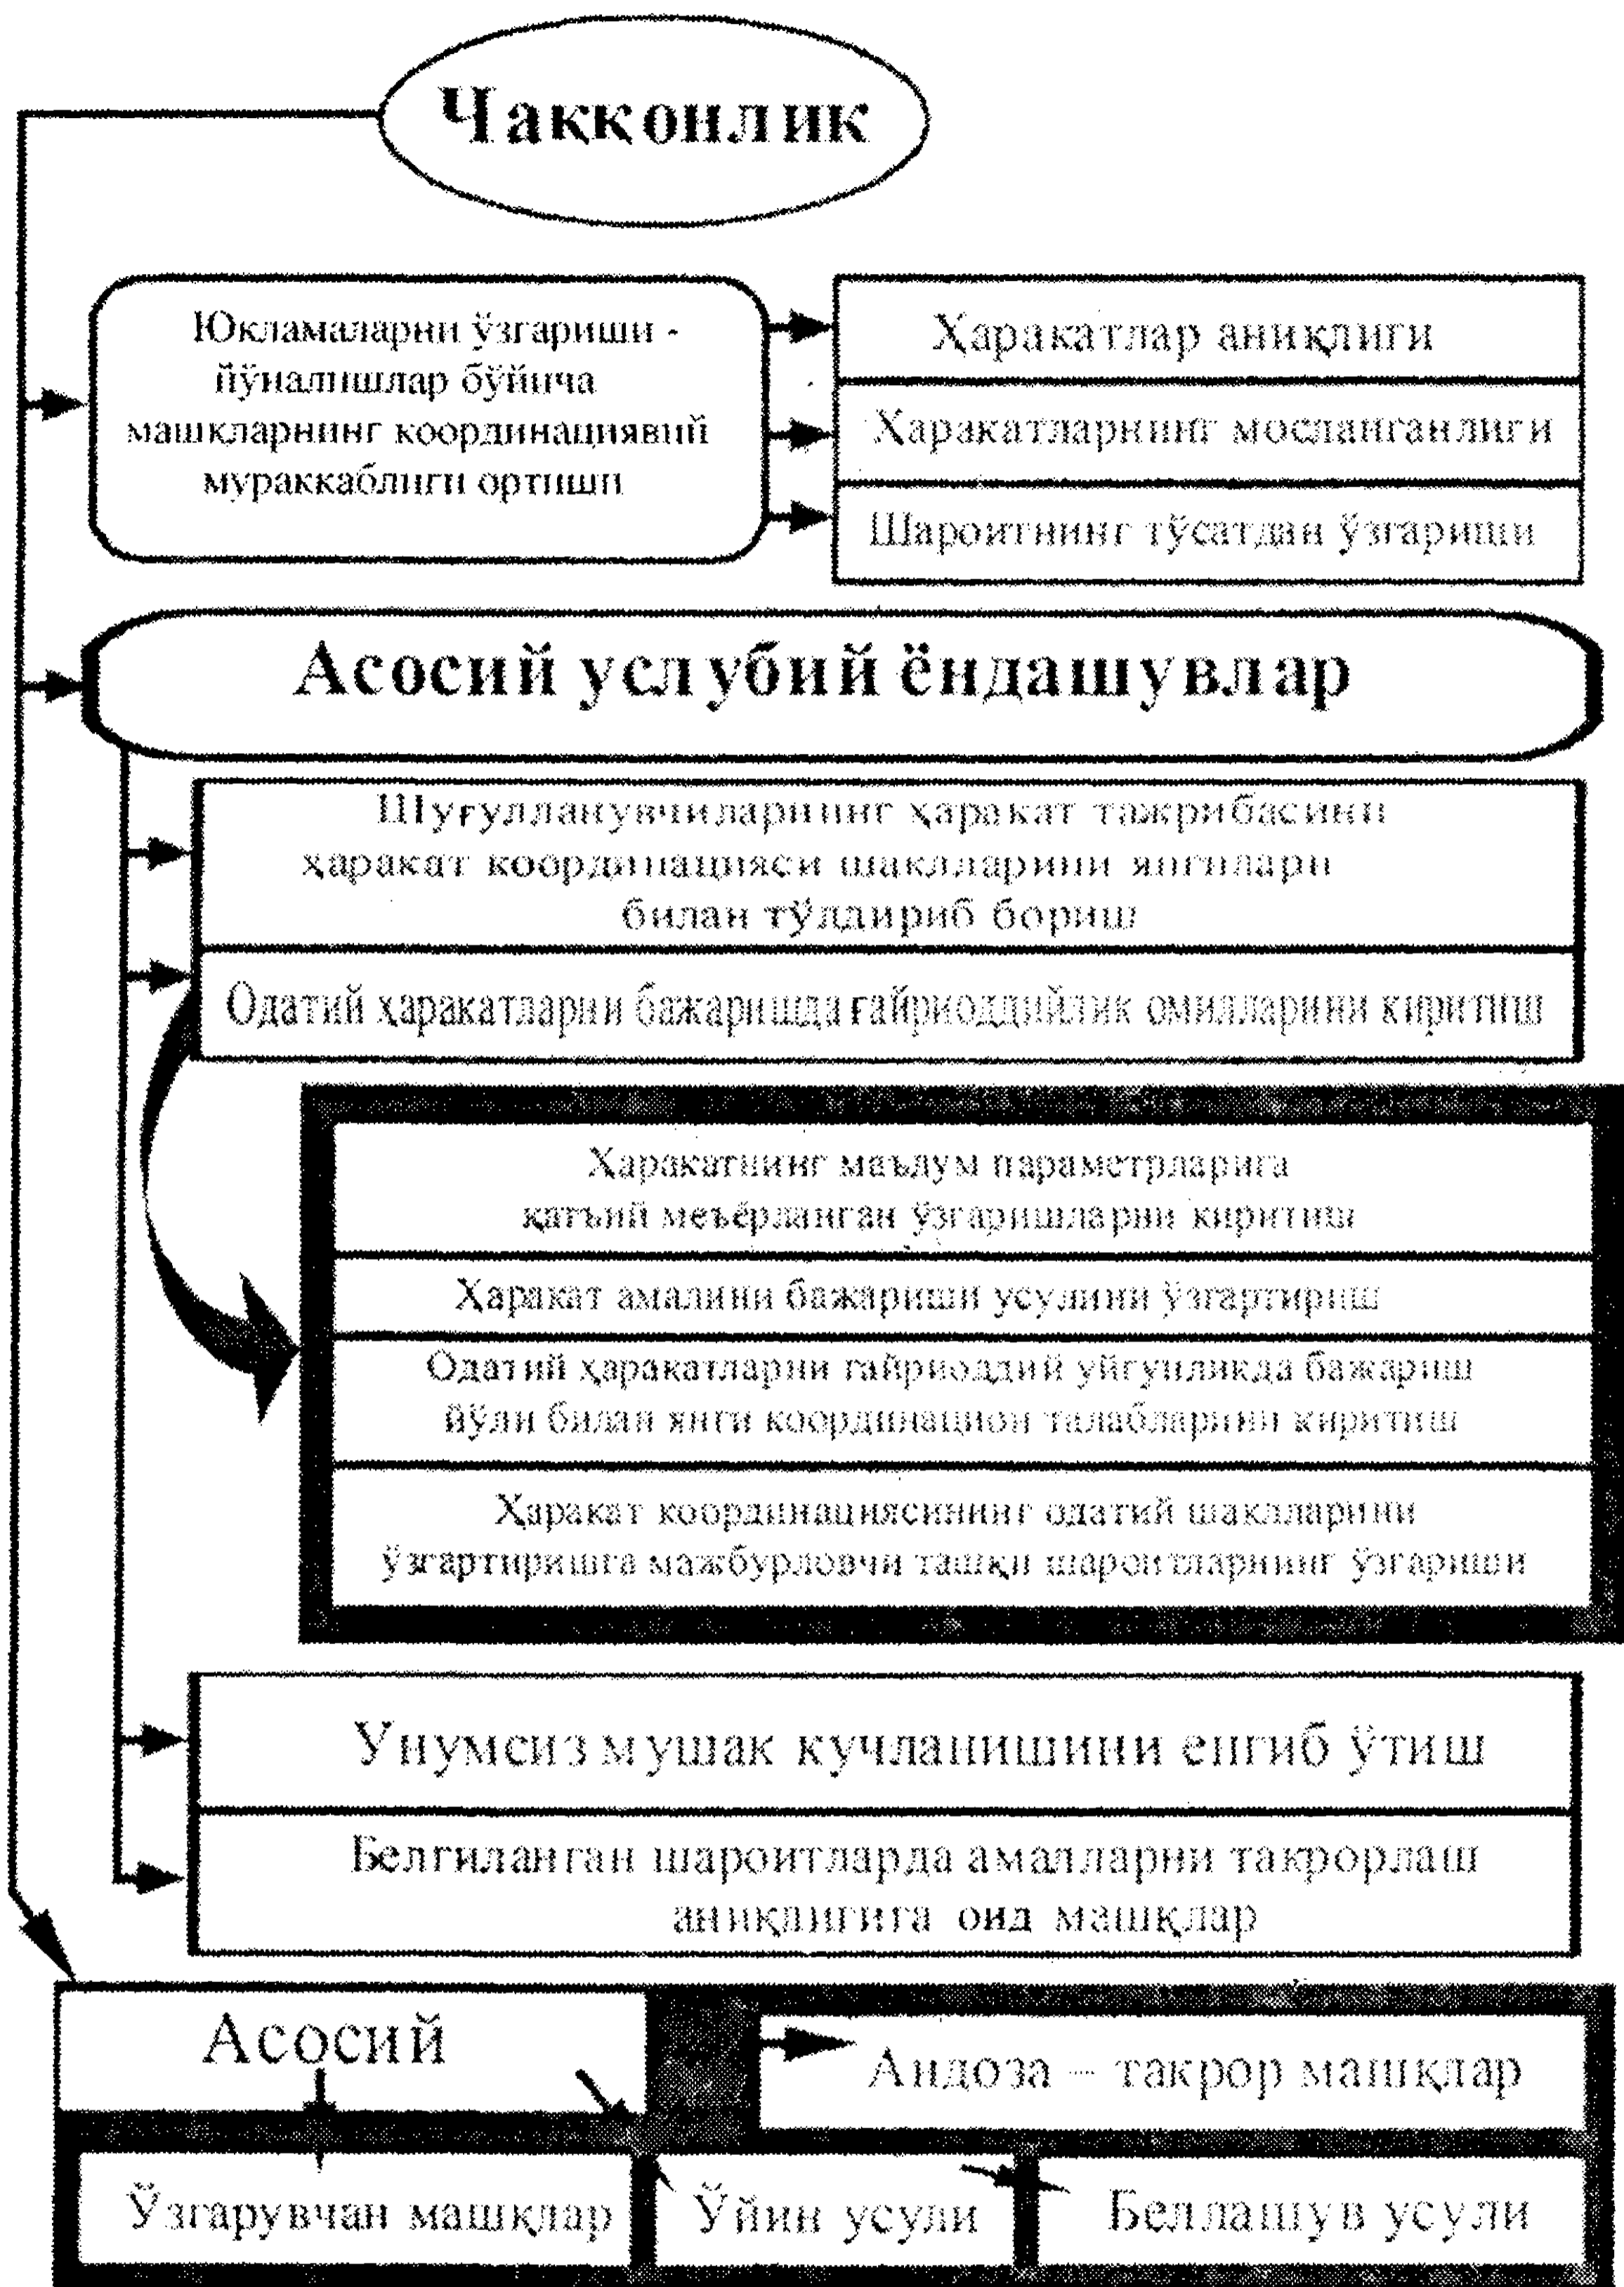 Чаққонлик
Юкламаларни ўзгариши -
йўналишлар бўйича
машқларнинг координациявий
мураккаблиги ортиши
Ҳаракатлар аниқлиги
Ҳаракатларнинг мосланганлиги
Шароитнинг тўсатдан ўзгариши
Асосий услубий ёндашувлар
Шуғулланувчиларнинг ҳаракат тажрибасини
ҳаракат координацияси шаклларини янгилари
билан тўлдириб бориш
Одатий ҳаракатларни бажаришда ғайриоддийлик омилларини киритиш
Ҳаракатнинг маълум параметрларига
қатъий меъёрланган ўзгаришларни киритиш
Ҳаракат амалини бажариши усулини ўзгартириш
Одатий ҳаракатларни ғайриоддий уйғунликда бажариш
йўли билан янги координацион талабларини киритиш
Ҳаракат координациясининг одатий шаклларини
ўзгартиришга мажбурловчи ташқи шароитларнинг ўзгариши
Унумсиз мушак кучланишини енгиб ўтиш
Белгиланган шароитларда амалларни такрорлаш
аниқлигига оид машқлар
Асосий
Андоза – такрор машқлар
Ўзгарувчан машқлар
Ўйин усули
Беллашув усули